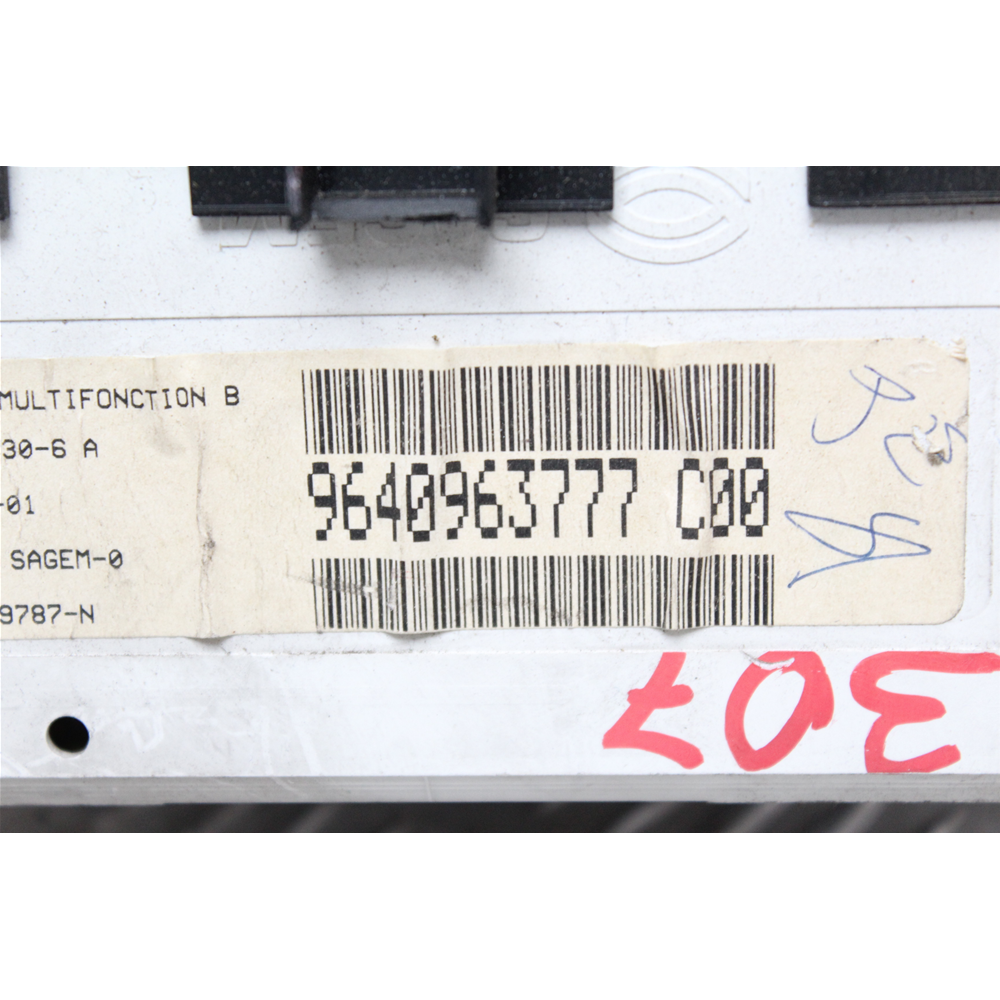 MULTIFONCTION B
30-6 A
-01
SAGEM-0
9787-N
9640963777 C00
307